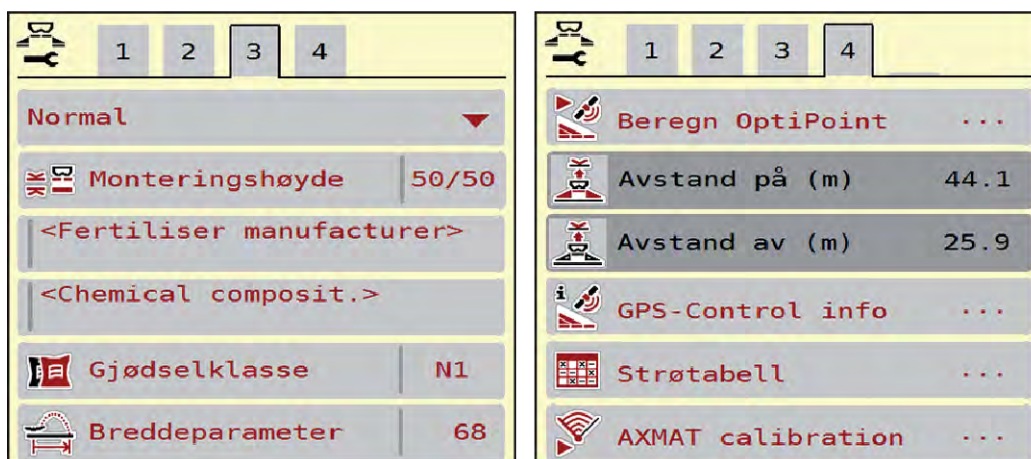 1 2 3 4
Normal
Monteringshøyde 50/50
<Fertiliser manufacturer>
<Chemical composit.>
Gjødselklasse N1
Breddeparameter 68
1 2 3 4
Beregn OptiPoint ...
Avstand på (m) 44.1
Avstand av (m) 25.9
GPS-Control info ...
Strøtabell ...
AXMAT calibration ...